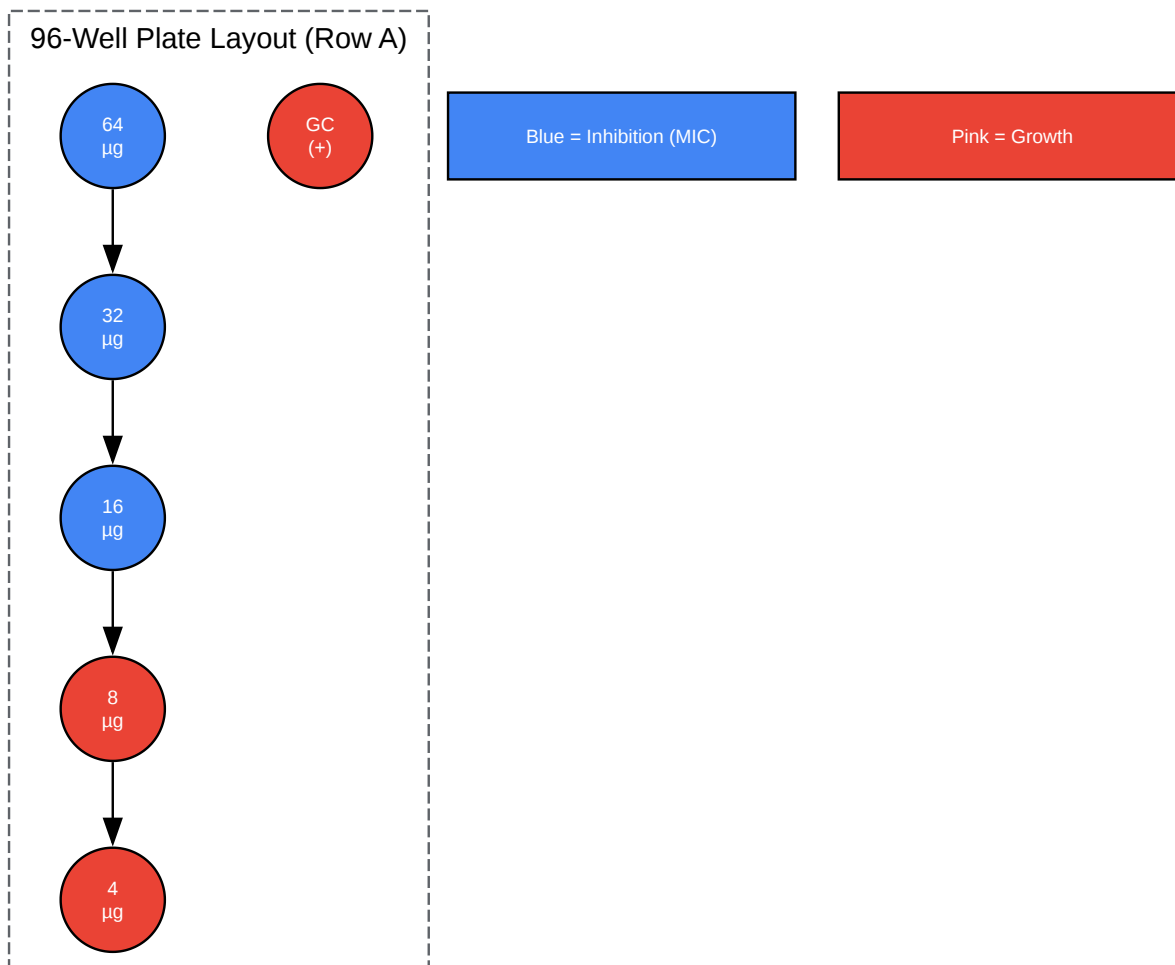 96-Well Plate Layout (Row A)
64
µg
GC
(+)
Blue = Inhibition (MIC)
Pink = Growth
32
µg
16
µg
8
µg
4
µg